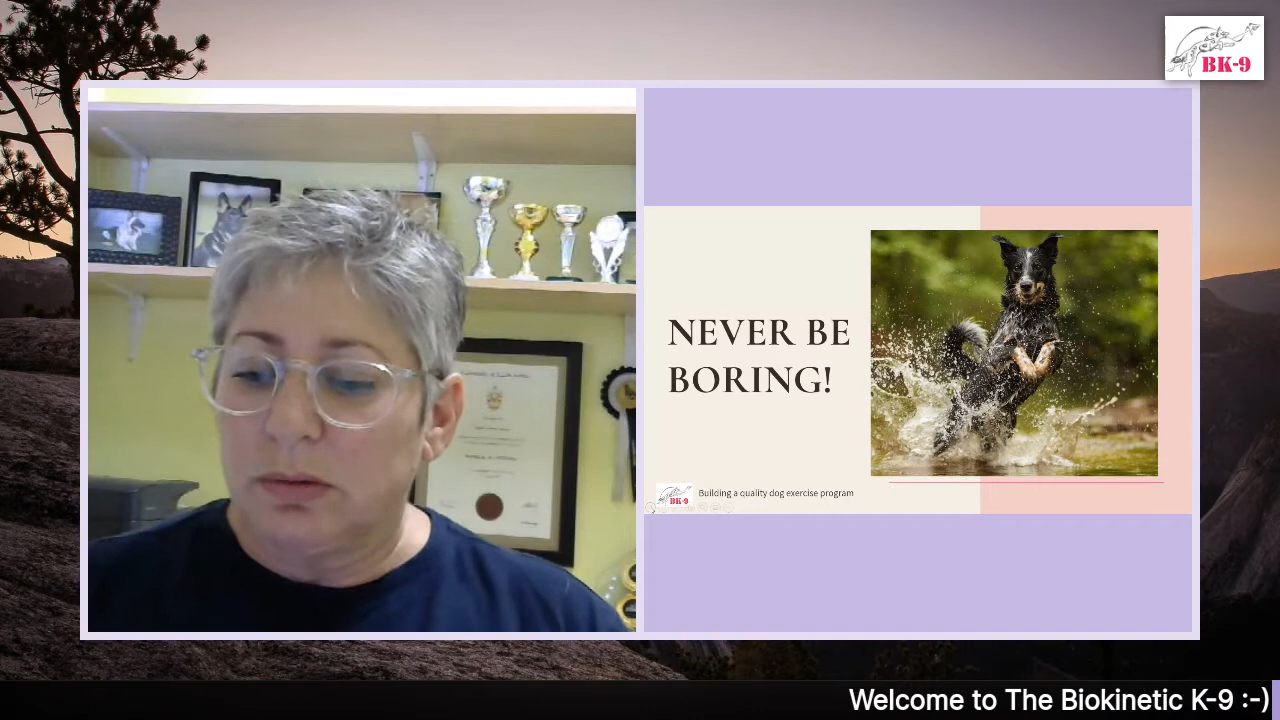 BK-9
NEVER BE
BORING!
BK-9
Building a quality dog exercise program
Welcome to The Biokinetic K-9 :-)